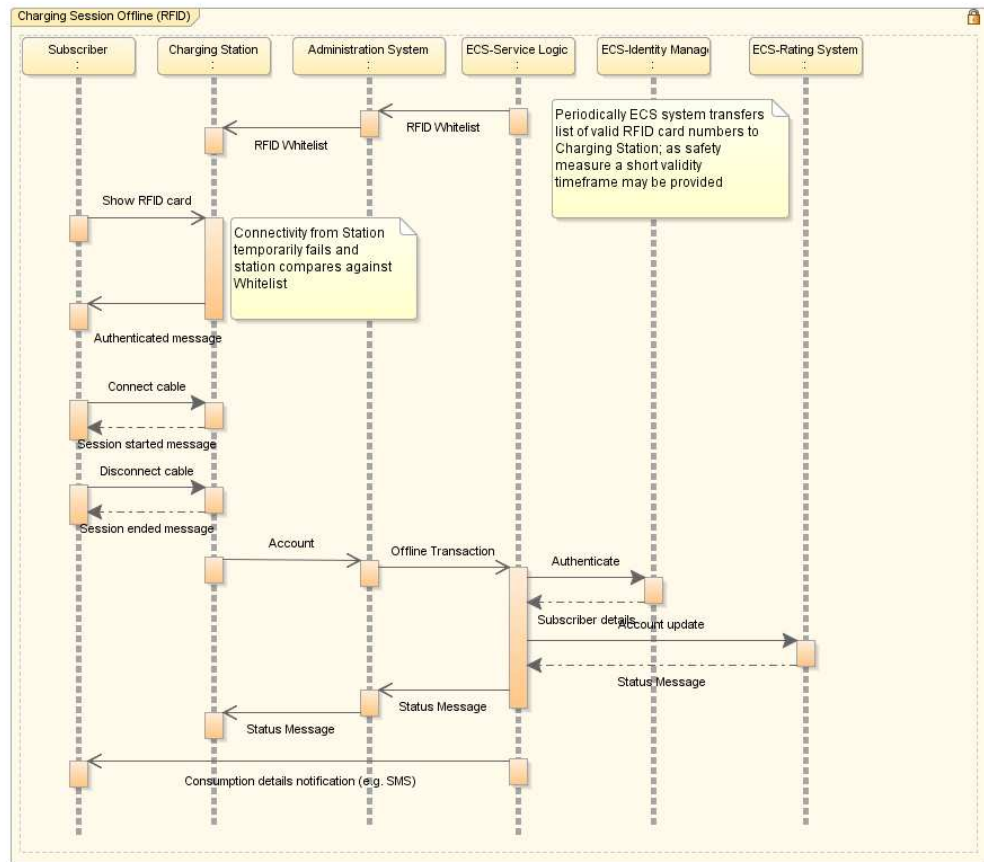 Charging Session Offline (RFID)
Subscriber
:
Charging Station
:
Administration System
:
ECS-Service Logic
:
ECS-Identity Manag
:
ECS-Rating System
:
RFID Whitelist
RFID Whitelist
Periodically ECS system transfers
list of valid RFID card numbers to
Charging Station; as safety
measure a short validity
timeframe may be provided
Show RFID card
Connectivity from Station
temporarily fails and
station compares against
Whitelist
Authenticated message
Connect cable
Session started message
Disconnect cable
Session ended message
Account
Offline Transaction
Authenticate
Subscriber details
Account update
Status Message
Status Message
Status Message
Consumption details notification (e.g. SMS)